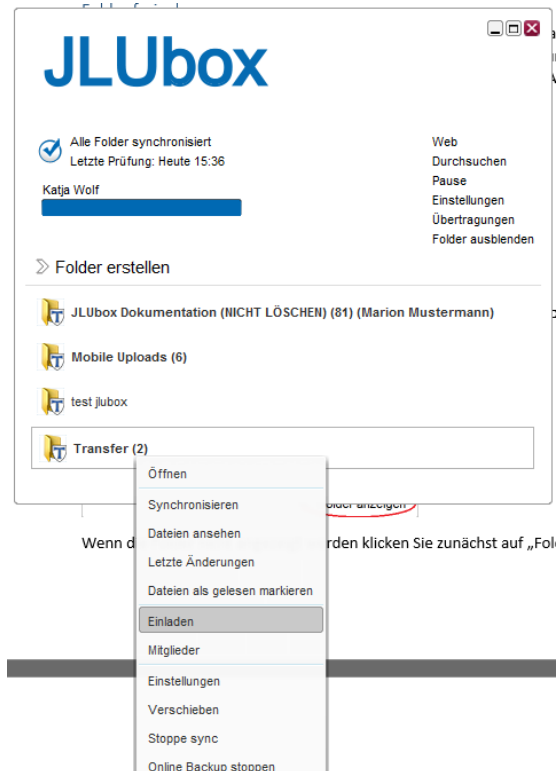 JLUbox
Alle Folder synchronisiert
Letzte Prüfung: Heute 15:36
Katja Wolf
Web
Durchsuchen
Pause
Einstellungen
Übertragungen
Folder ausblenden
Folder erstellen
JLUbox Dokumentation (NICHT LÖSCHEN) (81) (Marion Mustermann)
Mobile Uploads (6)
test jlubox
Transfer (2)
Öffnen
Synchronisieren
Dateien ansehen
Letzte Änderungen
Dateien als gelesen markieren
Einladen
Mitglieder
Einstellungen
Verschieben
Stoppe sync
Online Backup stoppen
anzeigen
Wenn d rden klicken Sie zunächst auf „Fol